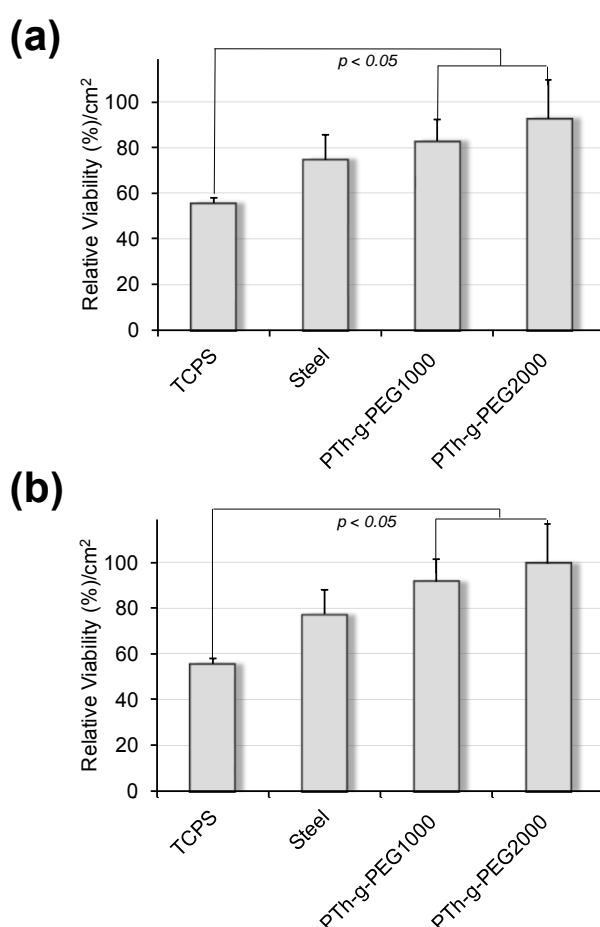 (a)
p < 0.05
Relative Viability (%)/cm²
100
80
60
40
20
0
TCPS
Steel
PTh-g-PEG1000
PTh-g-PEG2000
(b)
p < 0.05
Relative Viability (%)/cm²
100
80
60
40
20
0
TCPS
Steel
PTh-g-PEG1000
PTh-g-PEG2000